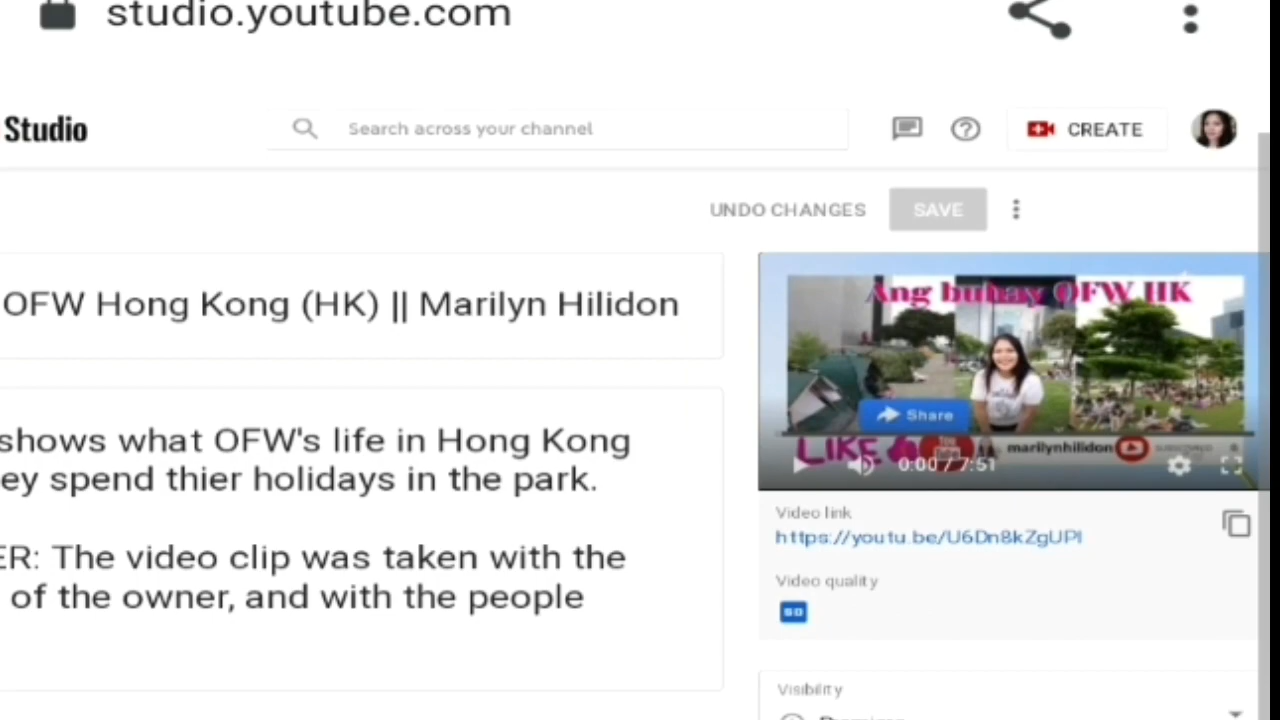 studio.youtube.com
Studio
Search across your channel
CREATE
UNDO CHANGES
SAVE
OFW Hong Kong (HK) || Marilyn Hilidon
shows what OFW's life in Hong Kong
ey spend thier holidays in the park.
ER: The video clip was taken with the
of the owner, and with the people
Ang buhay OFW HK
Share
LIKE
marilynhilidon
0:00 / 7:51
Video link
https://youtu.be/U6Dn8kZgUPI
Video quality
SD
Visibility